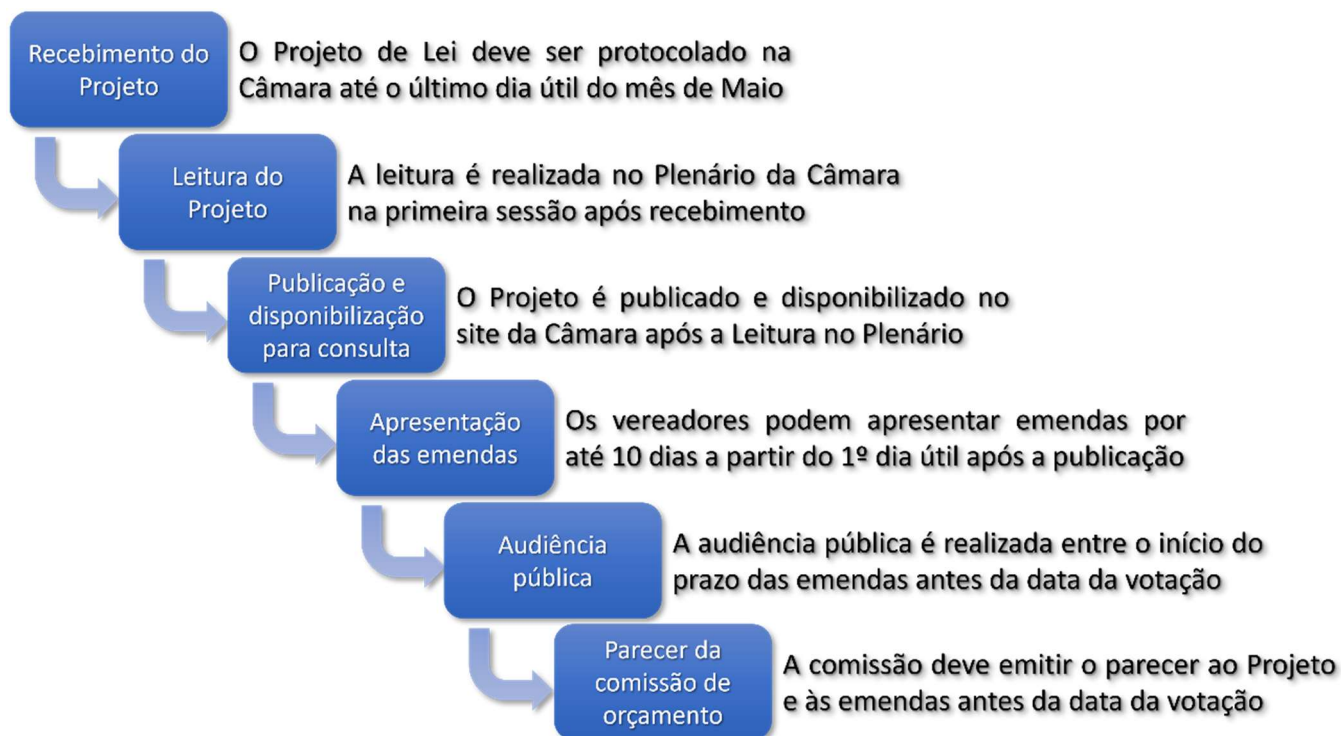 Recebimento do
Projeto
O Projeto de Lei deve ser protocolado na
Câmara até o último dia útil do mês de Maio
Leitura do
Projeto
A leitura é realizada no Plenário da Câmara
na primeira sessão após recebimento
Publicação e
disponibilização
para consulta
O Projeto é publicado e disponibilizado no
site da Câmara após a Leitura no Plenário
Apresentação
das emendas
Os vereadores podem apresentar emendas por
até 10 dias a partir do 1º dia útil após a publicação
Audiência
pública
A audiência pública é realizada entre o início do
prazo das emendas antes da data da votação
Parecer da
comissão de
orçamento
A comissão deve emitir o parecer ao Projeto
e às emendas antes da data da votação